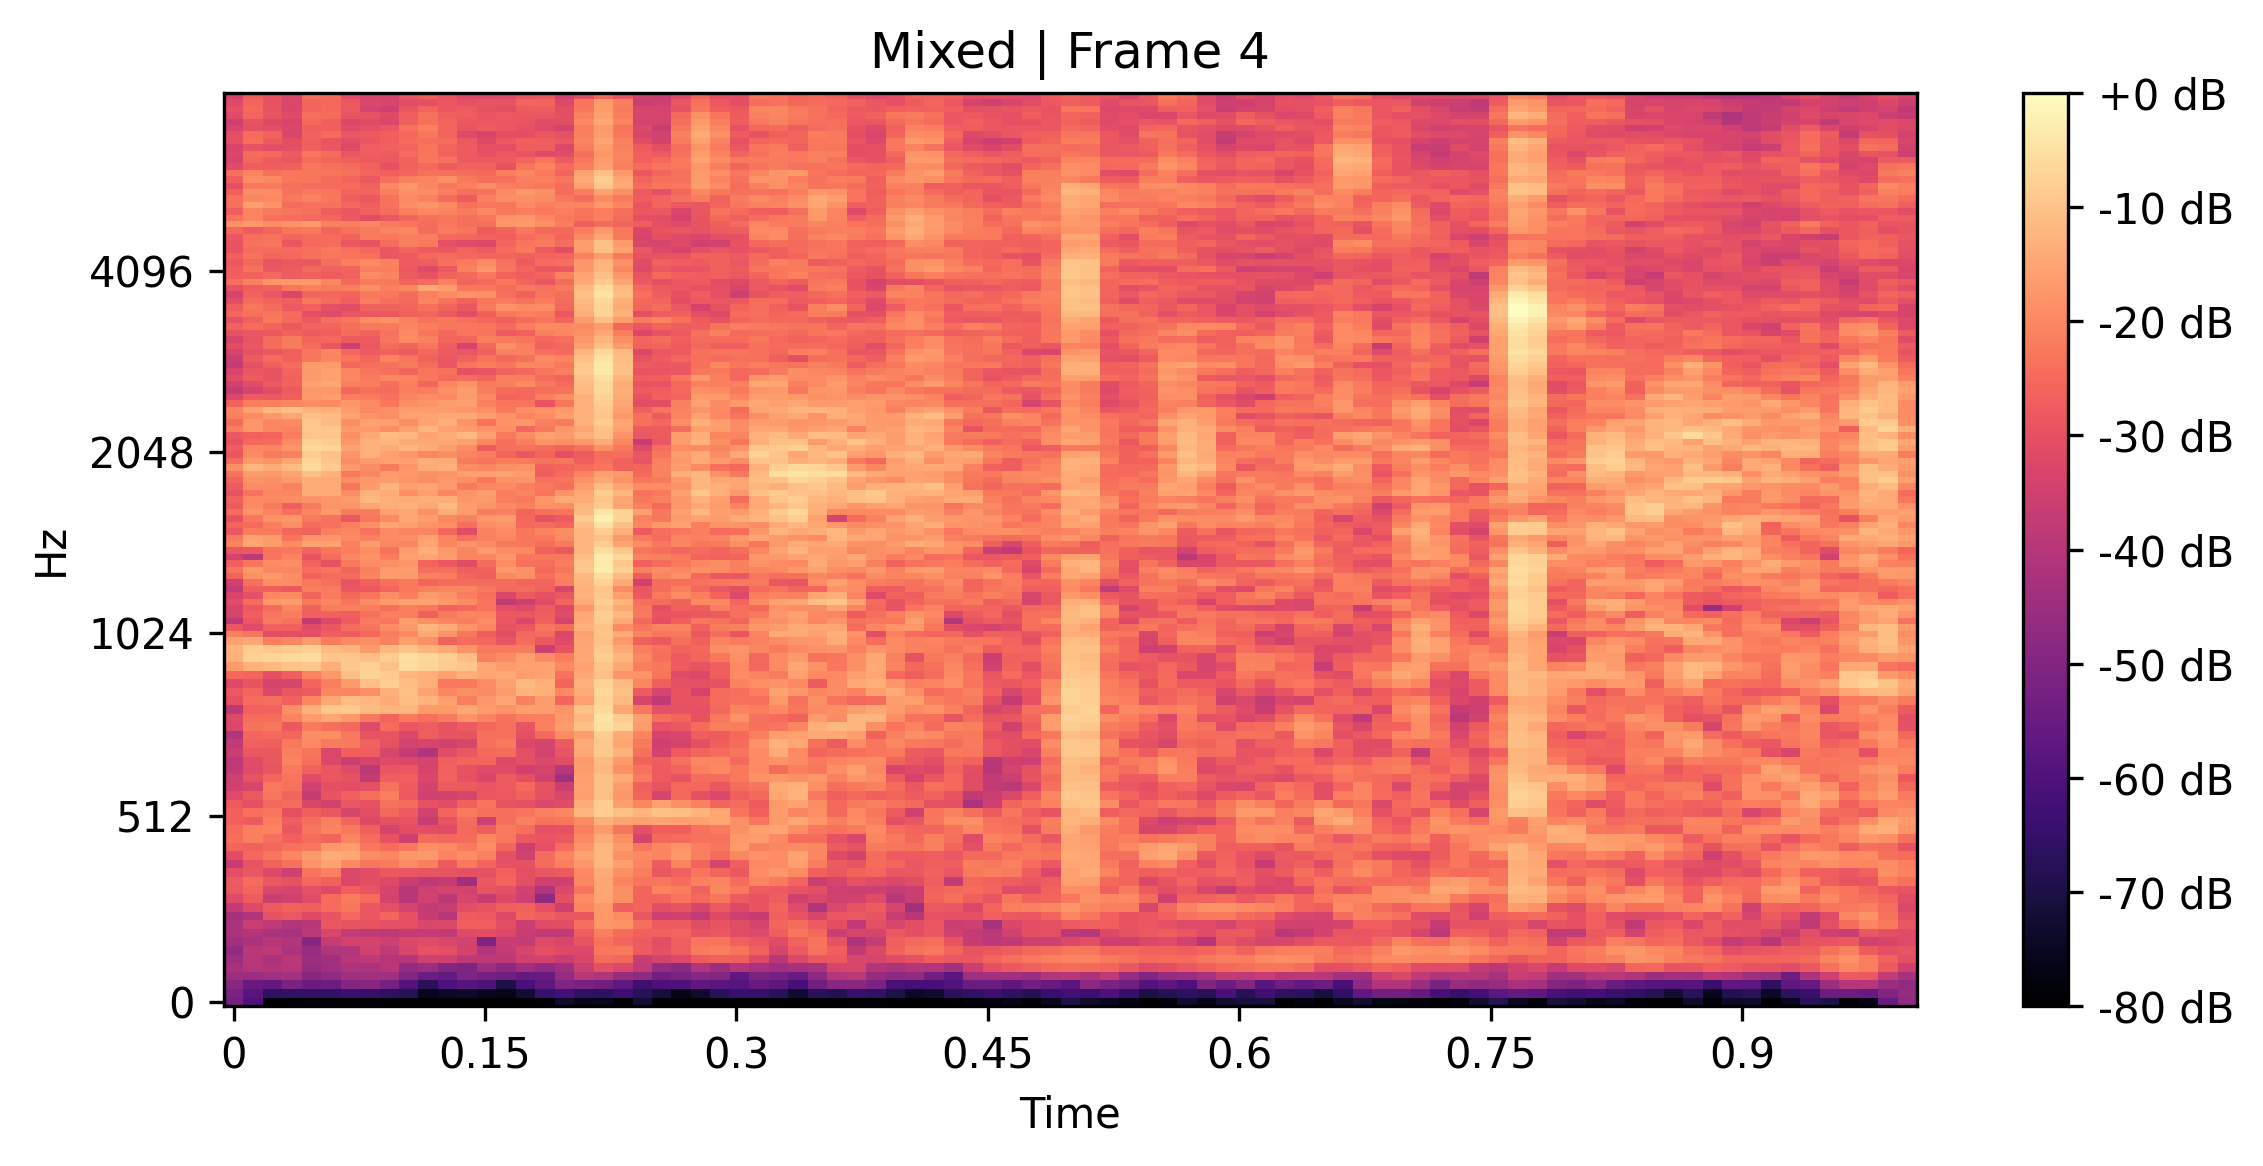 Mixed | Frame 4
+0 dB
-10 dB
-20 dB
-30 dB
-40 dB
-50 dB
-60 dB
-70 dB
-80 dB
Hz
4096
2048
1024
512
0
0 0.15 0.3 0.45 0.6 0.75 0.9
Time